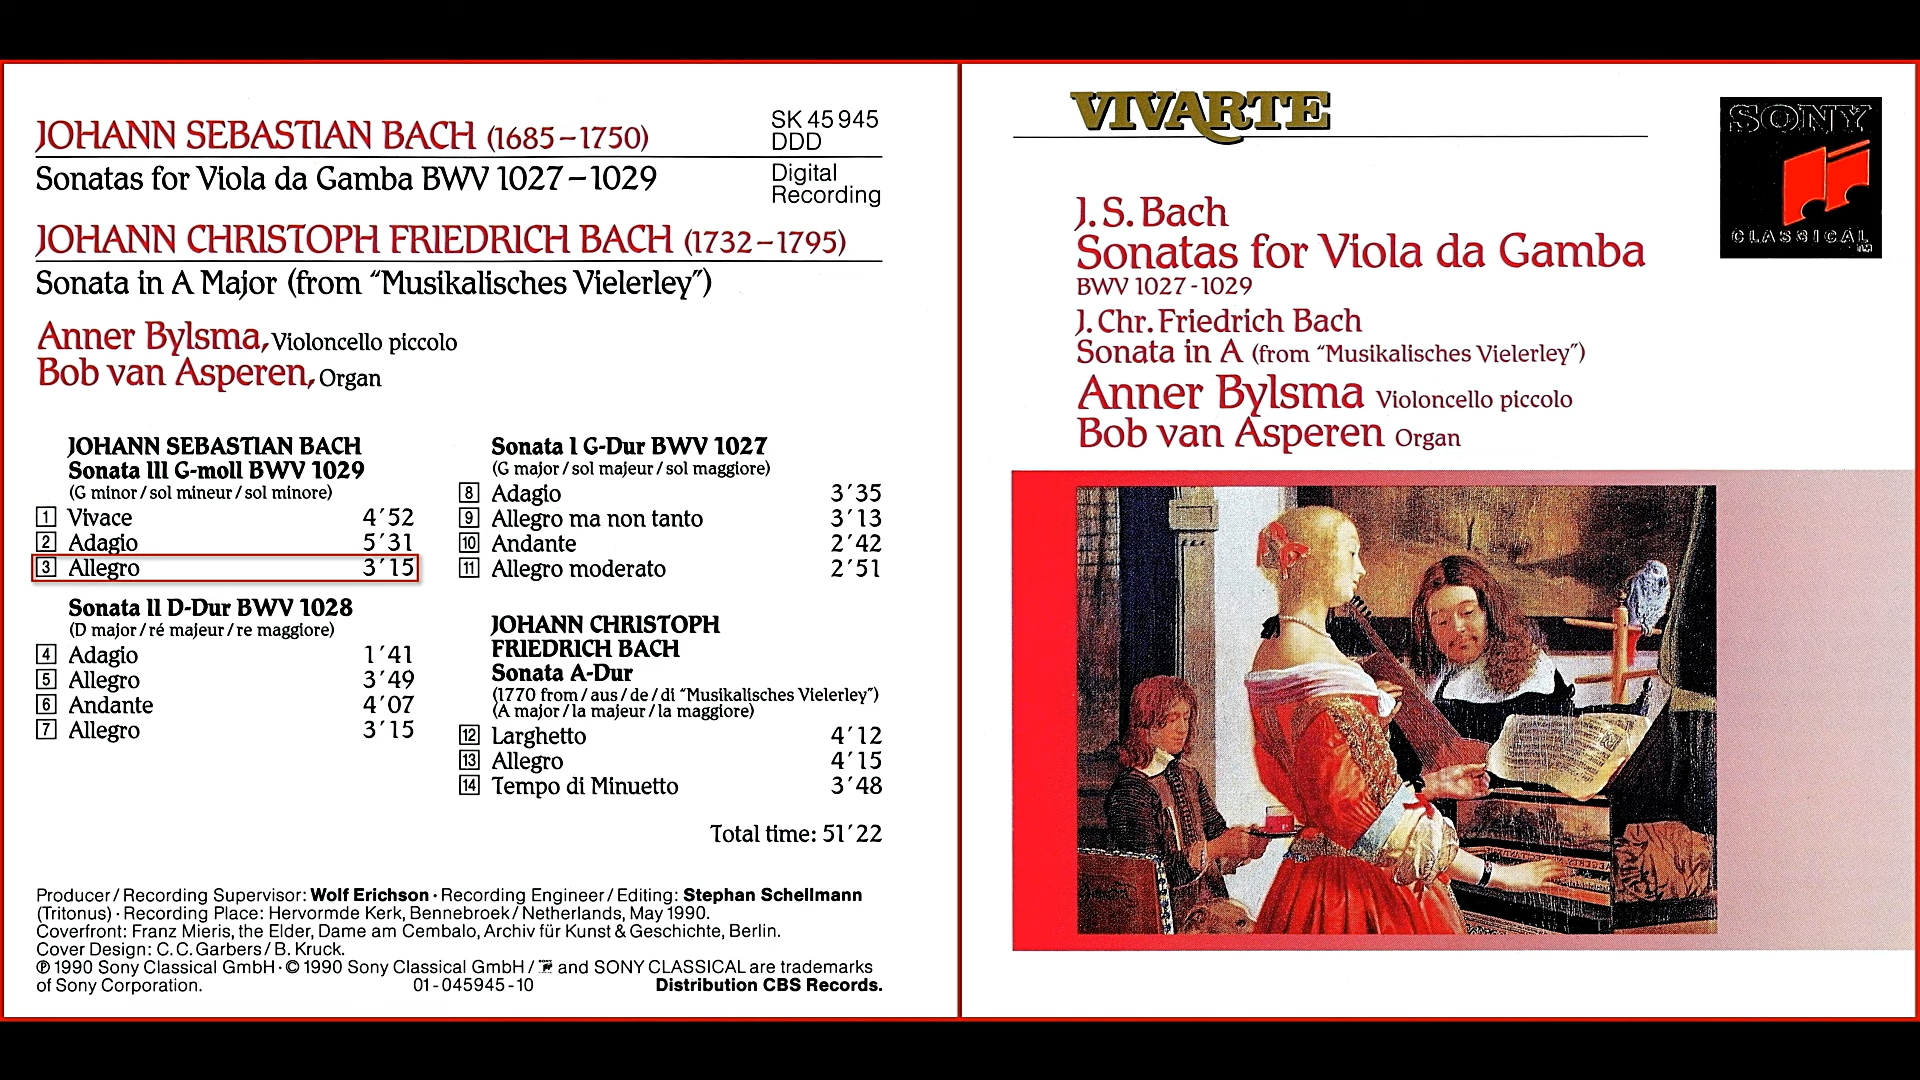 JOHANN SEBASTIAN BACH (1685–1750)
SK 45 945
DDD
Sonatas for Viola da Gamba BWV 1027–1029
Digital
Recording
JOHANN CHRISTOPH FRIEDRICH BACH (1732–1795)
Sonata in A Major (from “Musikalisches Vielerley”)
Anner Bylsma, Violoncello piccolo
Bob van Asperen, Organ
JOHANN SEBASTIAN BACH
Sonata III G-moll BWV 1029
(G minor / sol mineur / sol minore)
1 Vivace 4′52
2 Adagio 5′31
3 Allegro 3′15
Sonata II D-Dur BWV 1028
(D major / ré majeur / re maggiore)
4 Adagio 1′41
5 Allegro 3′49
6 Andante 4′07
7 Allegro 3′15
Sonata I G-Dur BWV 1027
(G major / sol majeur / sol maggiore)
8 Adagio 3′35
9 Allegro ma non tanto 3′13
10 Andante 2′42
11 Allegro moderato 2′51
JOHANN CHRISTOPH
FRIEDRICH BACH
Sonata A-Dur
(1770 from / aus / de / di “Musikalisches Vielerley”)
(A major / la majeur / la maggiore)
12 Larghetto 4′12
13 Allegro 4′15
14 Tempo di Minuetto 3′48
Total time: 51′22
Producer / Recording Supervisor: Wolf Erichson · Recording Engineer / Editing: Stephan Schellmann
(Tritonus) · Recording Place: Hervormde Kerk, Bennebroek / Netherlands, May 1990.
Coverfront: Franz Mieris, the Elder, Dame am Cembalo, Archiv für Kunst & Geschichte, Berlin.
Cover Design: C. C. Garbers / B. Kruck.
℗ 1990 Sony Classical GmbH · © 1990 Sony Classical GmbH / and SONY CLASSICAL are trademarks
of Sony Corporation. 01-045945-10 Distribution CBS Records.
VIVARTE
SONY
CLASSICAL
TM
J. S. Bach
Sonatas for Viola da Gamba
BWV 1027 - 1029
J. Chr. Friedrich Bach
Sonata in A (from “Musikalisches Vielerley”)
Anner Bylsma Violoncello piccolo
Bob van Asperen Organ